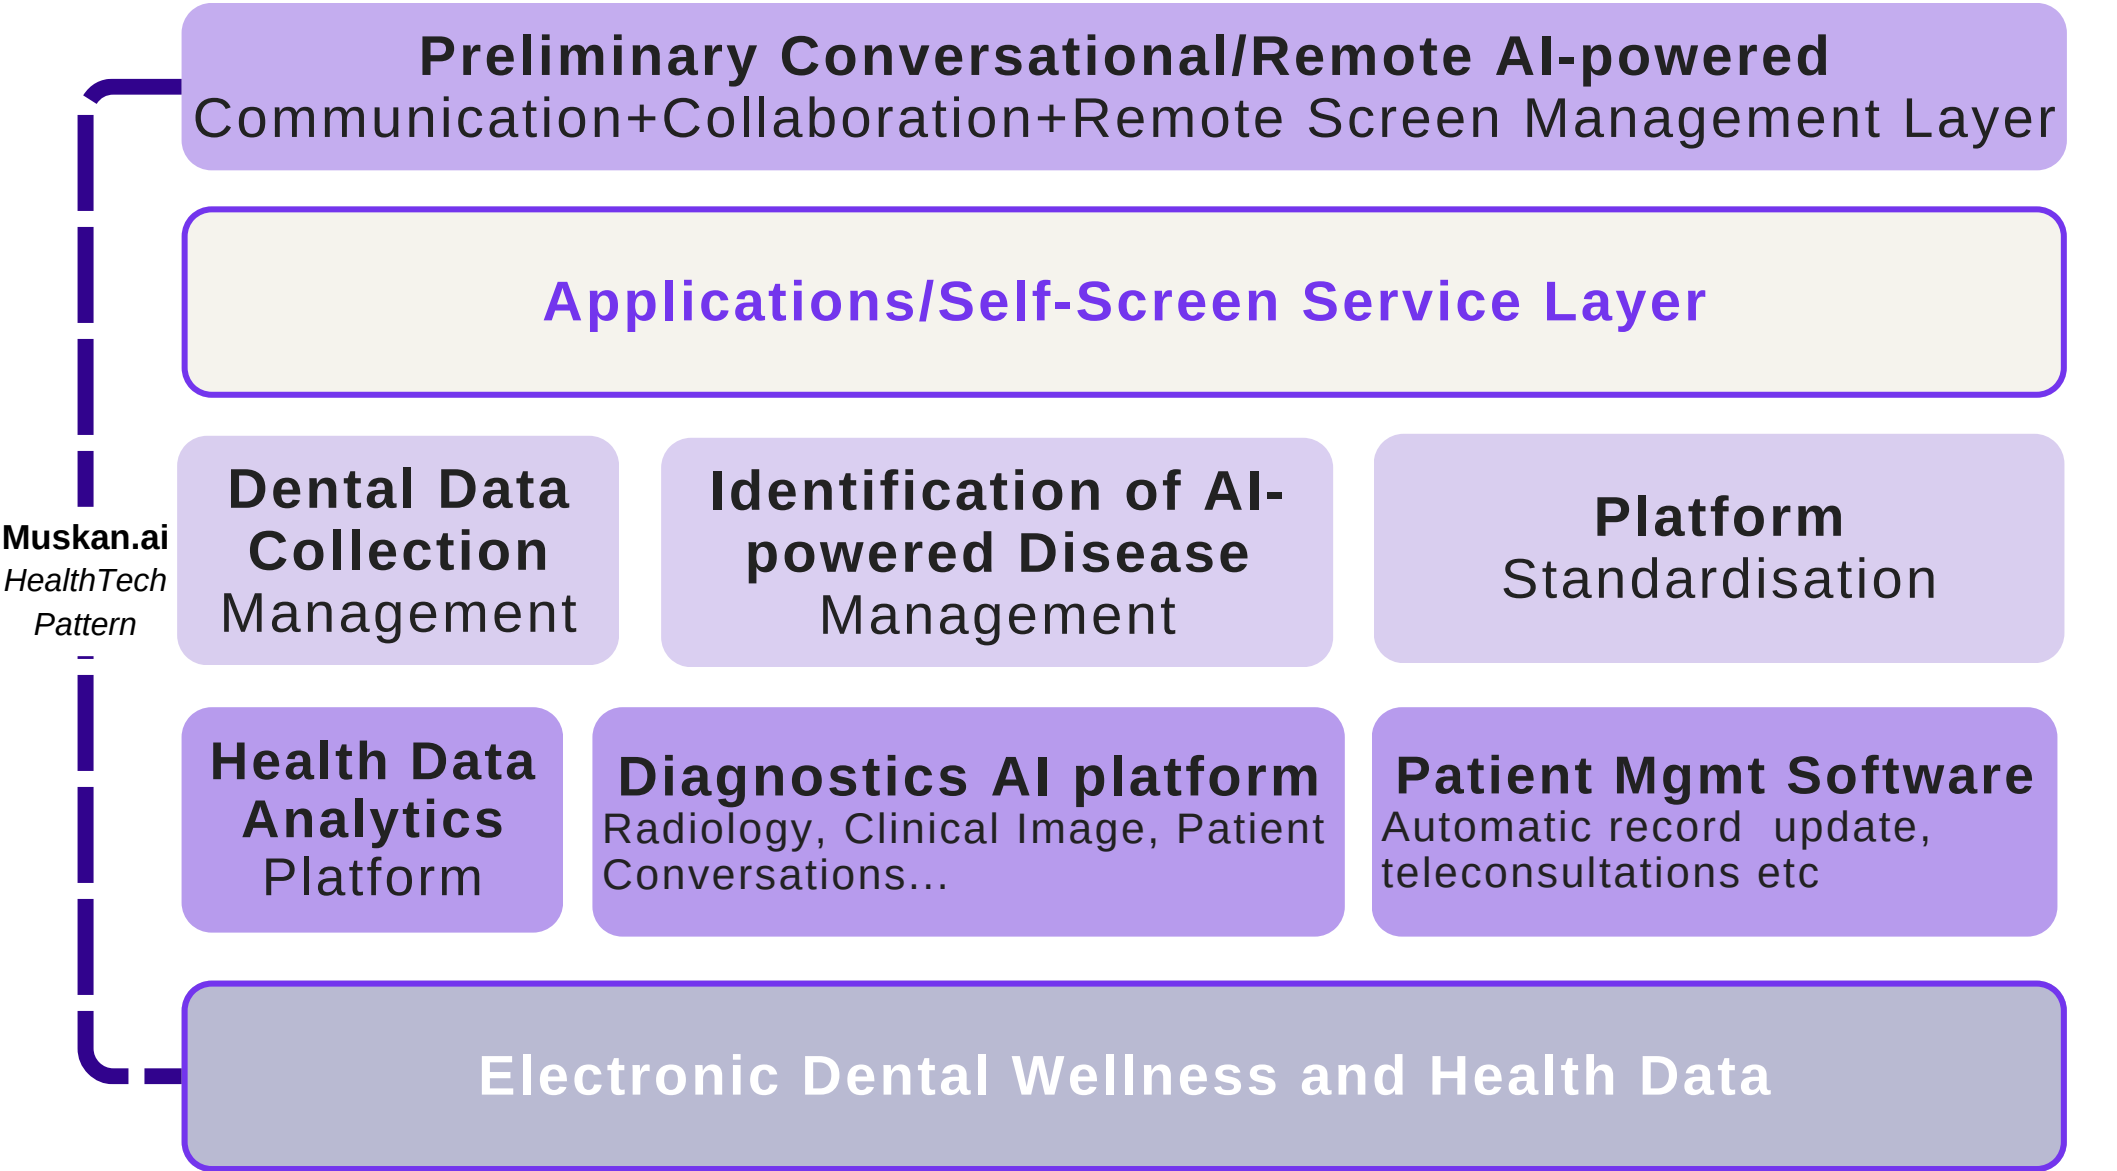 Preliminary Conversational/Remote AI-powered
Communication+Collaboration+Remote Screen Management Layer
Applications/Self-Screen Service Layer
Dental Data
Collection
Management
Identification of AI-
powered Disease
Management
Platform
Standardisation
Muskan.ai
HealthTech
Pattern
Health Data
Analytics
Platform
Diagnostics AI platform
Radiology, Clinical Image, Patient
Conversations...
Patient Mgmt Software
Automatic record  update,
teleconsultations etc
Electronic Dental Wellness and Health Data